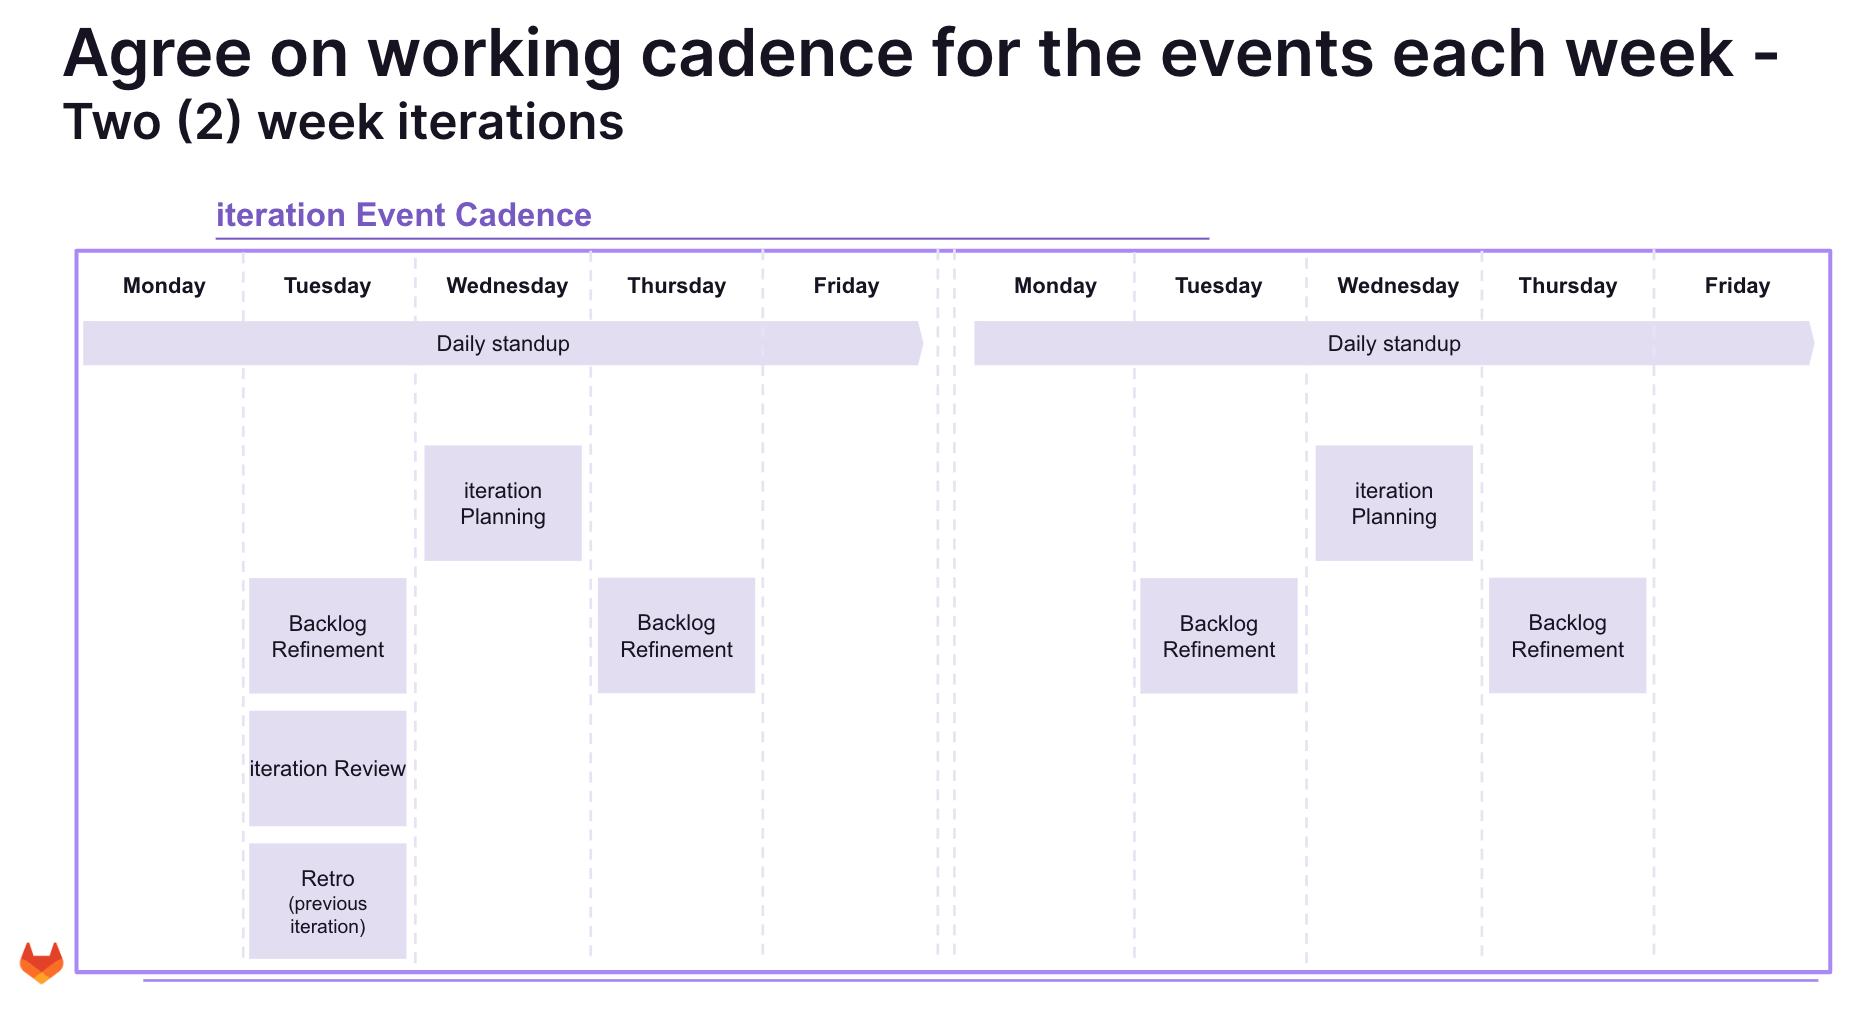 Agree on working cadence for the events each week -
Two (2) week iterations
iteration Event Cadence
Monday
Tuesday
Wednesday
Thursday
Friday
Monday
Tuesday
Wednesday
Thursday
Friday
Daily standup
Daily standup
iteration
Planning
iteration
Planning
Backlog
Refinement
Backlog
Refinement
Backlog
Refinement
Backlog
Refinement
iteration Review
Retro
(previous
iteration)